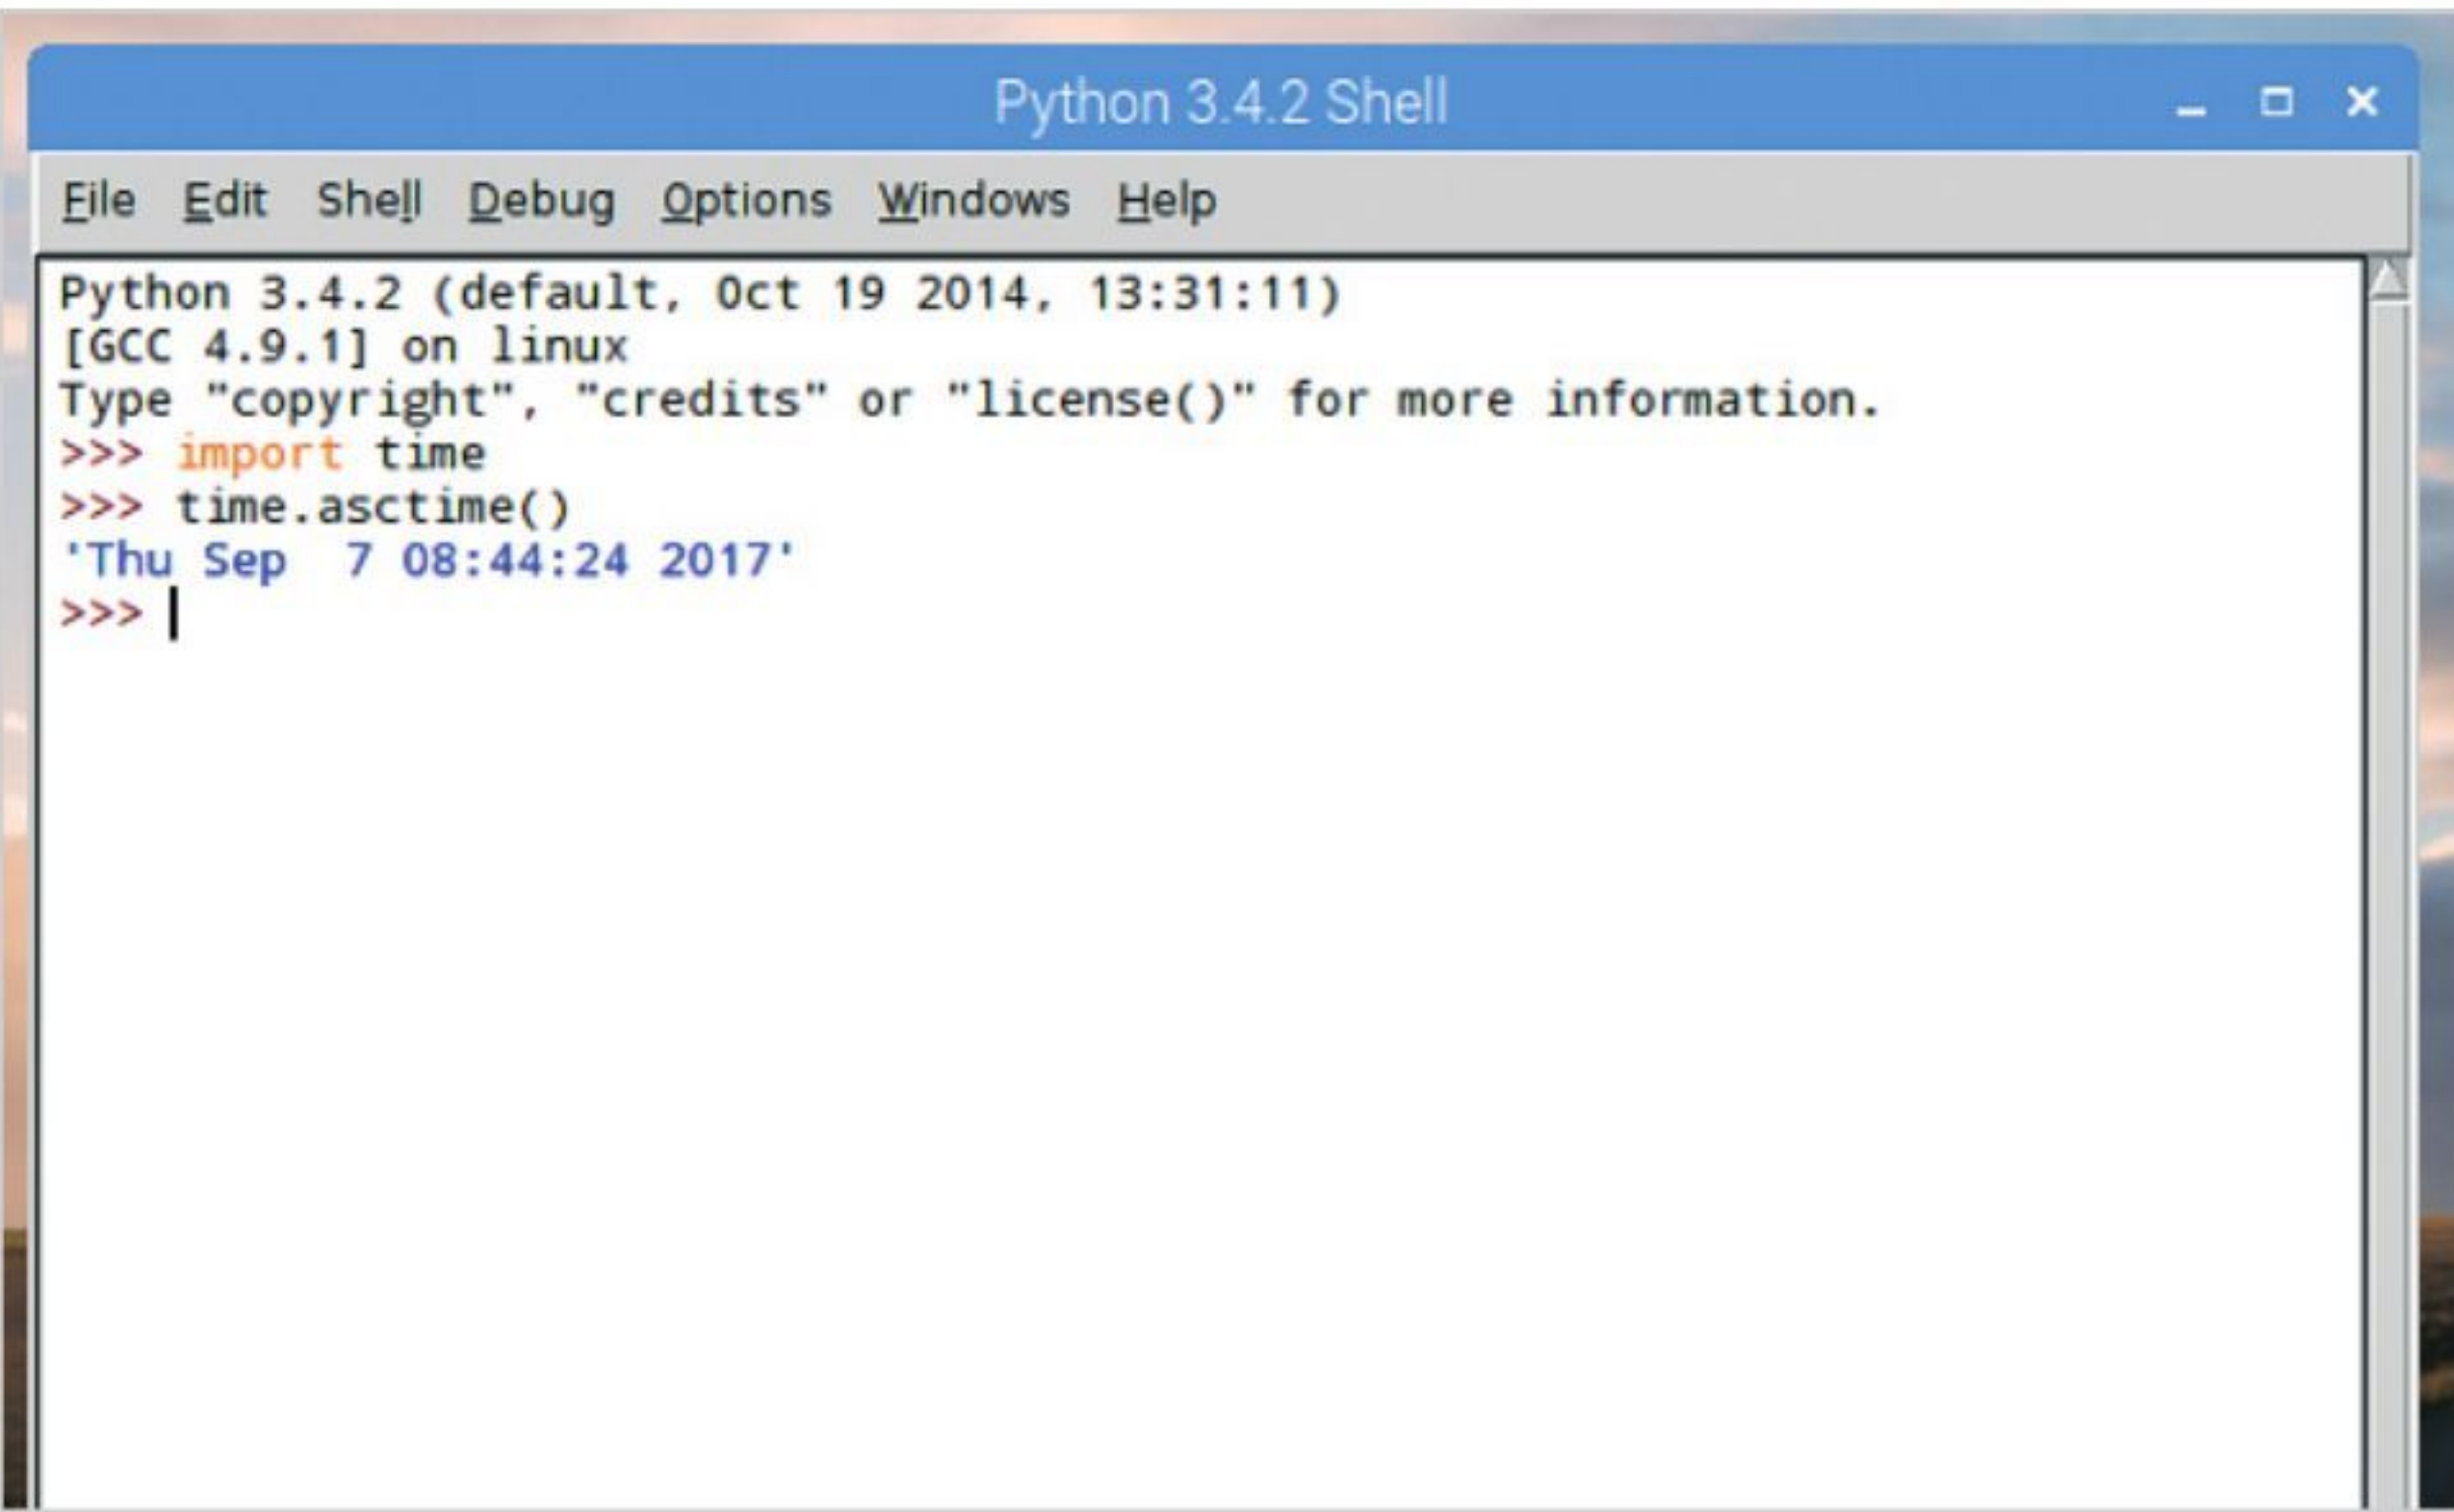 Python 3.4.2 Shell
File Edit Shell Debug Options Windows Help
Python 3.4.2 (default, Oct 19 2014, 13:31:11)
[GCC 4.9.1] on linux
Type "copyright", "credits" or "license()" for more information.
>>> import time
>>> time.asctime()
'Thu Sep  7 08:44:24 2017'
>>>